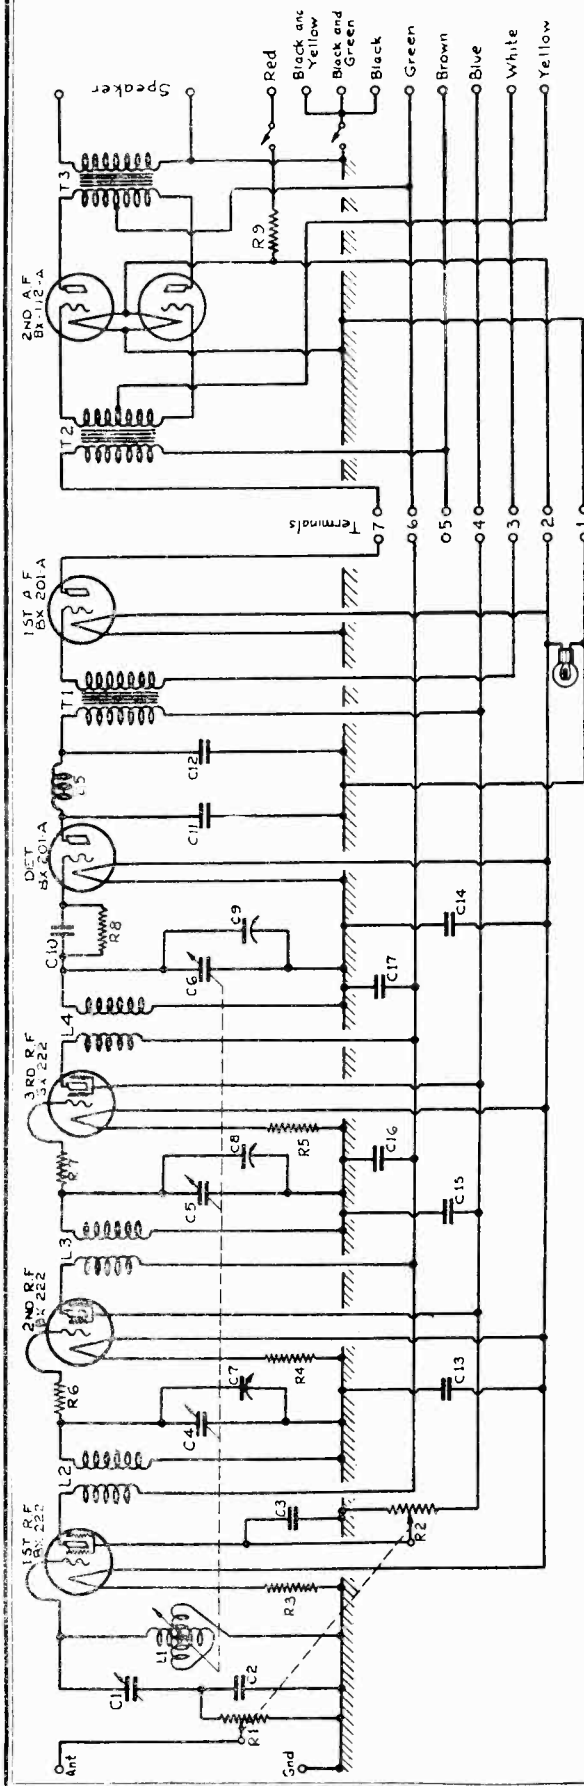 Ant
Gnd
C1
R1
C2
L1
1ST R.F
BX 222
R3
C3
R2
L2
R6
C4
C7
2ND R.F
BX 222
R4
C13
L3
R7
C5
C8
3RD R.F
BX 222
R5
C15
C16
L4
C10
R8
C6
C9
C17
C14
DET
BX 201-A
L5
C11
C12
T1
1ST A F
BX 201-A
Terminals
7
6
5
4
3
2
1
T2
2ND A.F
BX-112-A
T3
R9
Speaker
Red
Black and
Yellow
Black and
Green
Black
Green
Brown
Blue
White
Yellow